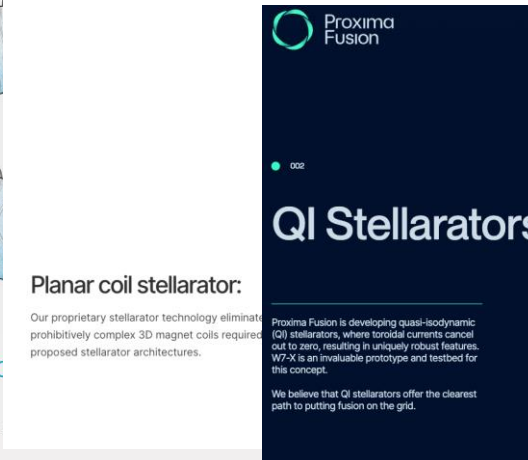 Planar coil stellarator:
Our proprietary stellarator technology eliminate
prohibitively complex 3D magnet coils required
proposed stellarator architectures.
Proxima
Fusion
002
QI Stellarators
Proxima Fusion is developing quasi-isodynamic
(QI) stellarators, where toroidal currents cancel
out to zero, resulting in uniquely robust features.
W7-X is an invaluable prototype and testbed for
this concept.
We believe that QI stellarators offer the clearest
path to putting fusion on the grid.